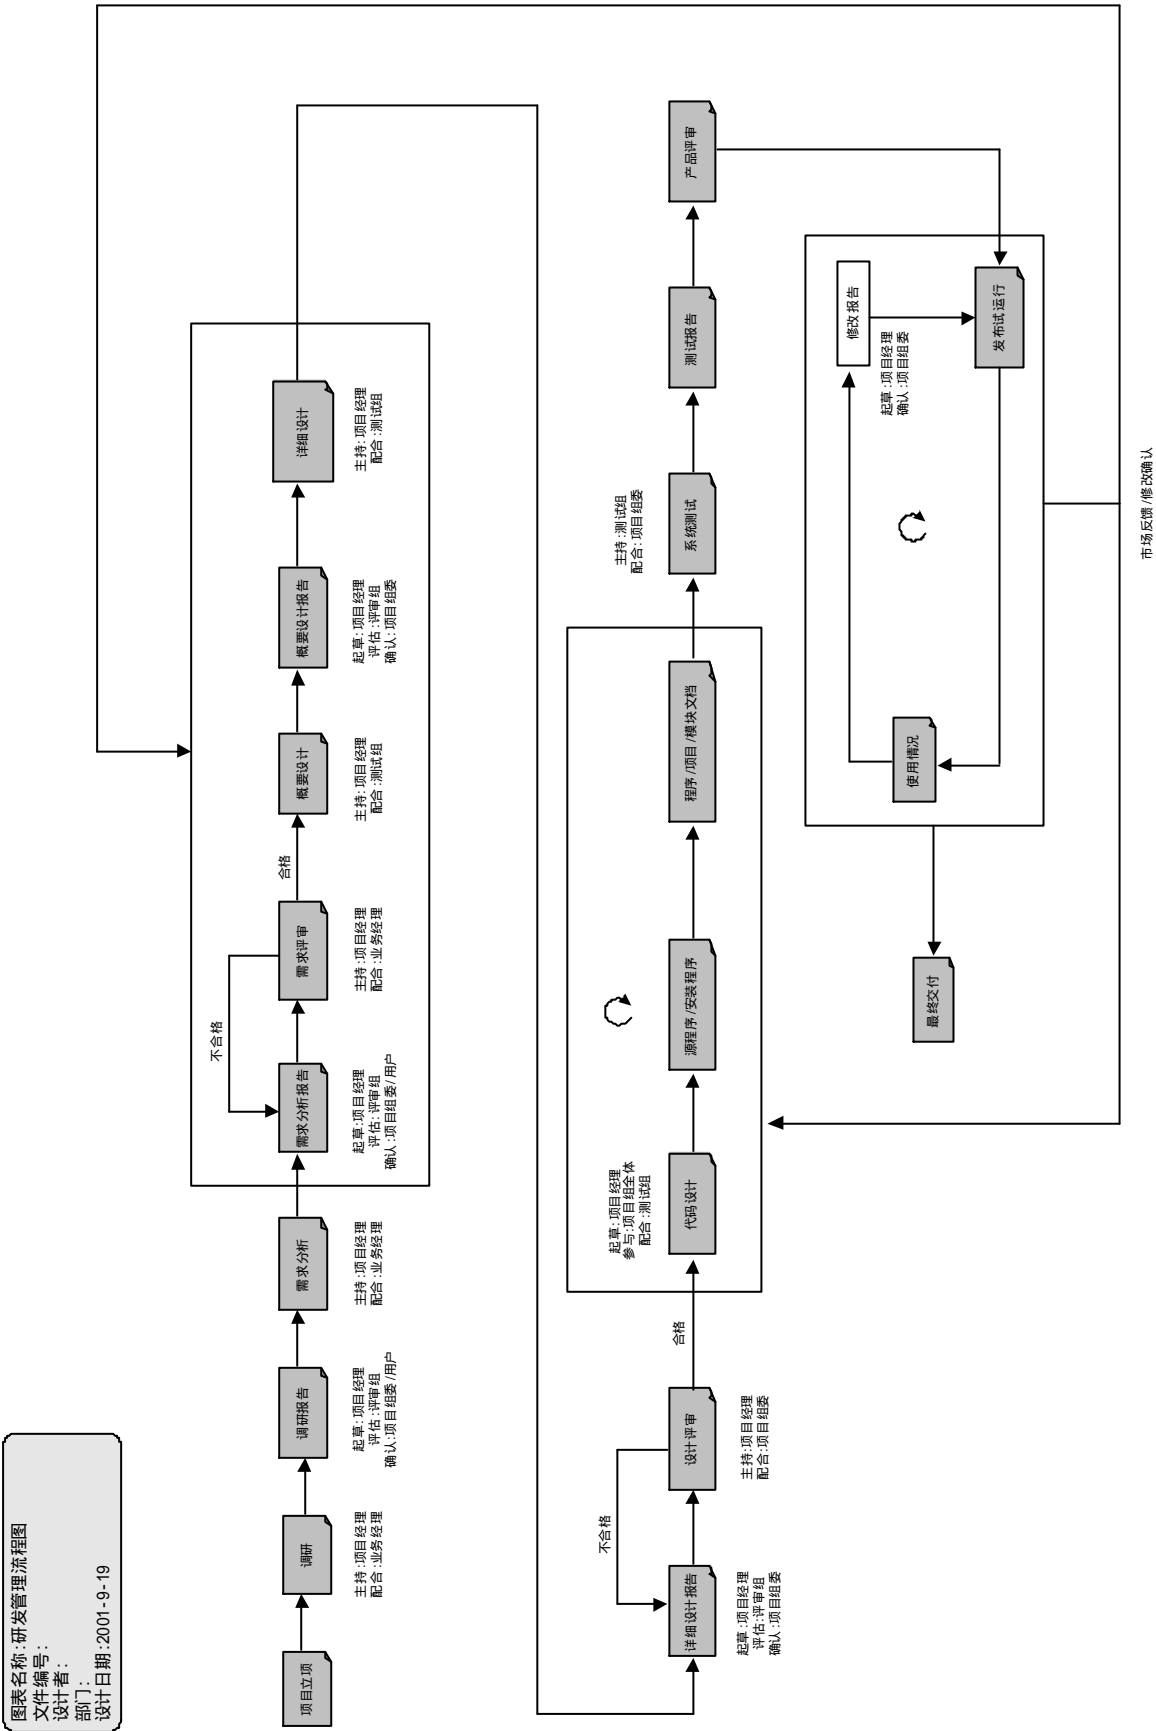 图表名称:研发管理流程图
文件编号:
设计者:
部门:
设计日期:2001-9-19
项目立项
调研
主持:项目经理
配合:业务经理
调研报告
起草:项目经理
评估:评审组
确认:项目组委/用户
需求分析
主持:项目经理
配合:业务经理
需求分析报告
起草:项目经理
评估:评审组
确认:项目组委/用户
不合格
需求评审
主持:项目经理
配合:业务经理
合格
概要设计
主持:项目经理
配合:测试组
概要设计报告
起草:项目经理
评估:评审组
确认:项目组委
详细设计
主持:项目经理
配合:测试组
详细设计报告
起草:项目经理
评估:评审组
确认:项目组委
不合格
设计评审
主持:项目经理
配合:项目组委
合格
代码设计
起草:项目经理
参与:项目组全体
配合:测试组
源程序/安装程序
程序/项目/模块文档
系统测试
主持:测试组
配合:项目组委
测试报告
产品评审
发布试运行
使用情况
修改报告
起草:项目经理
确认:项目组委
最终交付
市场反馈/修改确认